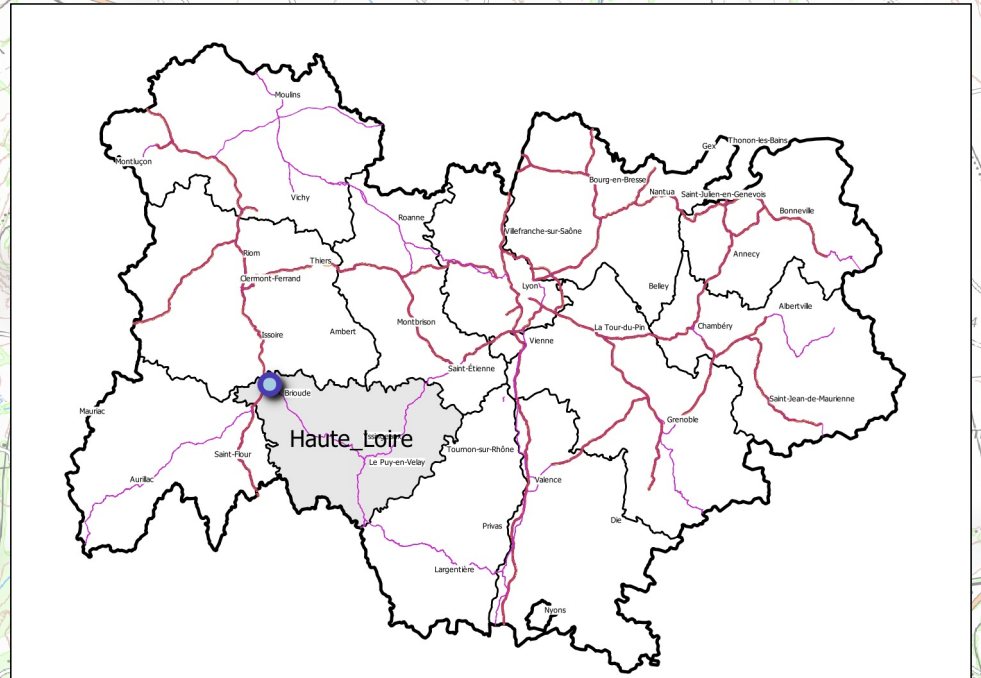 Moulins
Montluçon
Vichy
Roanne
Riom
Thiers
Clermont-Ferrand
Issoire
Ambert
Montbrison
Saint-Étienne
Brioude
Haute_Loire
Le Puy-en-Velay
Mauriac
Saint-Flour
Aurillac
Gex
Thonon-les-Bains
Bourg-en-Bresse
Nantua
Saint-Julien-en-Genevois
Bonneville
Villefranche-sur-Saône
Annecy
Lyon
Belley
Albertville
La Tour-du-Pin
Chambéry
Vienne
Saint-Jean-de-Maurienne
Grenoble
Tournon-sur-Rhône
Valence
Privas
Die
Largentière
Nyons